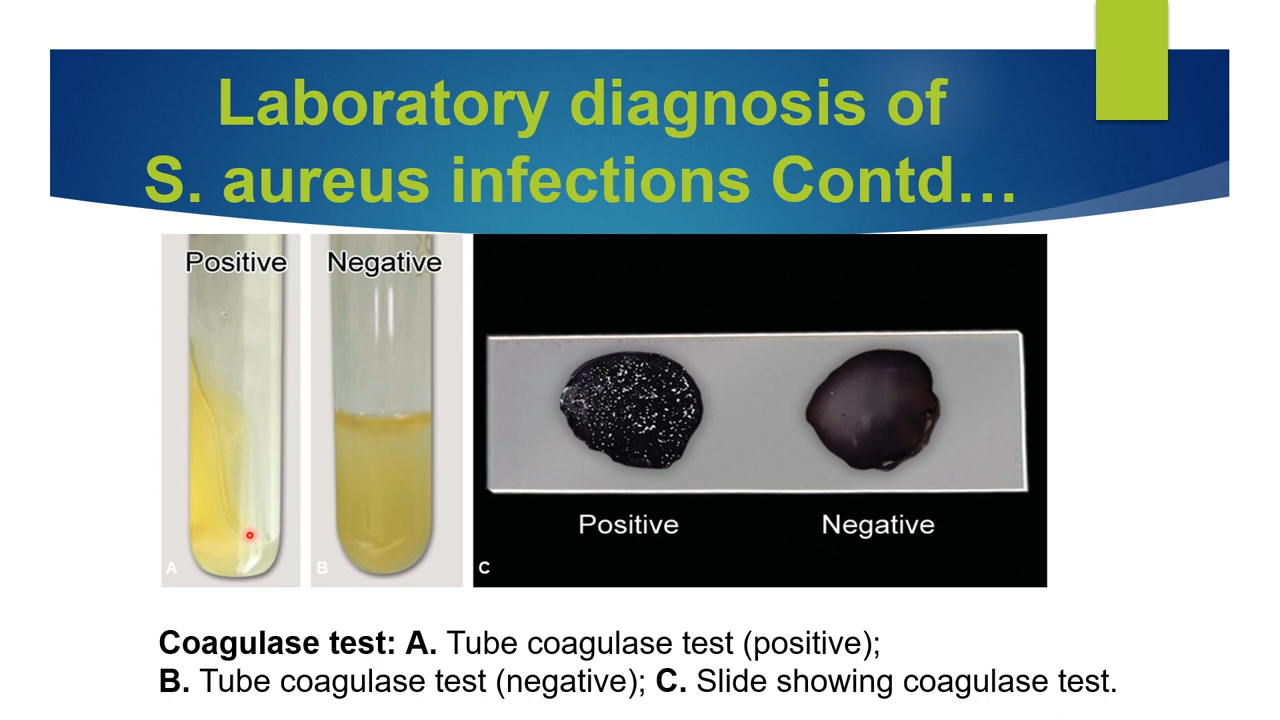 Laboratory diagnosis of
S. aureus infections Contd…
Positive
Negative
A
B
C
Positive
Negative
Coagulase test: A. Tube coagulase test (positive);
B. Tube coagulase test (negative); C. Slide showing coagulase test.